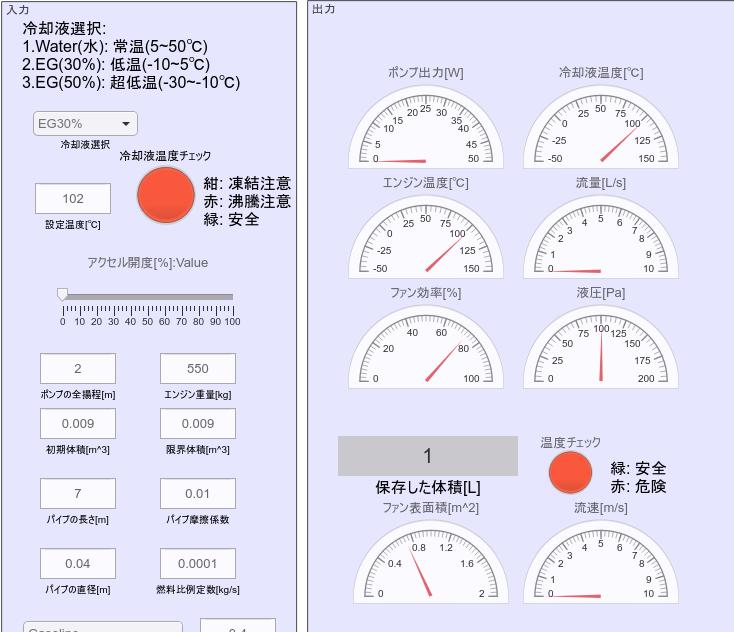 入力
冷却液選択:
1.Water(水): 常温(5~50℃)
2.EG(30%): 低温(-10~5℃)
3.EG(50%): 超低温(-30~-10℃)
EG30%
冷却液選択
冷却液温度チェック
紺: 凍結注意
赤: 沸騰注意
緑: 安全
102
設定温度[℃]
アクセル開度[%]:Value
0 10 20 30 40 50 60 70 80 90 100
2
ポンプの全揚程[m]
550
エンジン重量[kg]
0.009
初期体積[m^3]
0.009
限界体積[m^3]
7
パイプの長さ[m]
0.01
パイプ摩擦係数
0.04
パイプの直径[m]
0.0001
燃料比例定数[kg/s]
出力
ポンプ出力[W]
0 5 10 15 20 25 30 35 40 45 50
冷却液温度[℃]
-50 -25 0 25 50 75 100 125 150
エンジン温度[℃]
-50 -25 0 25 50 75 100 125 150
流量[L/s]
0 1 2 3 4 5 6 7 8 9 10
ファン効率[%]
0 20 40 60 80 100
液圧[Pa]
0 25 50 75 100 125 150 200
1
保存した体積[L]
温度チェック
緑: 安全
赤: 危険
ファン表面積[m^2]
0 0.4 0.8 1.2 1.6 2
流速[m/s]
0 1 2 3 4 5 6 7 8 9 10